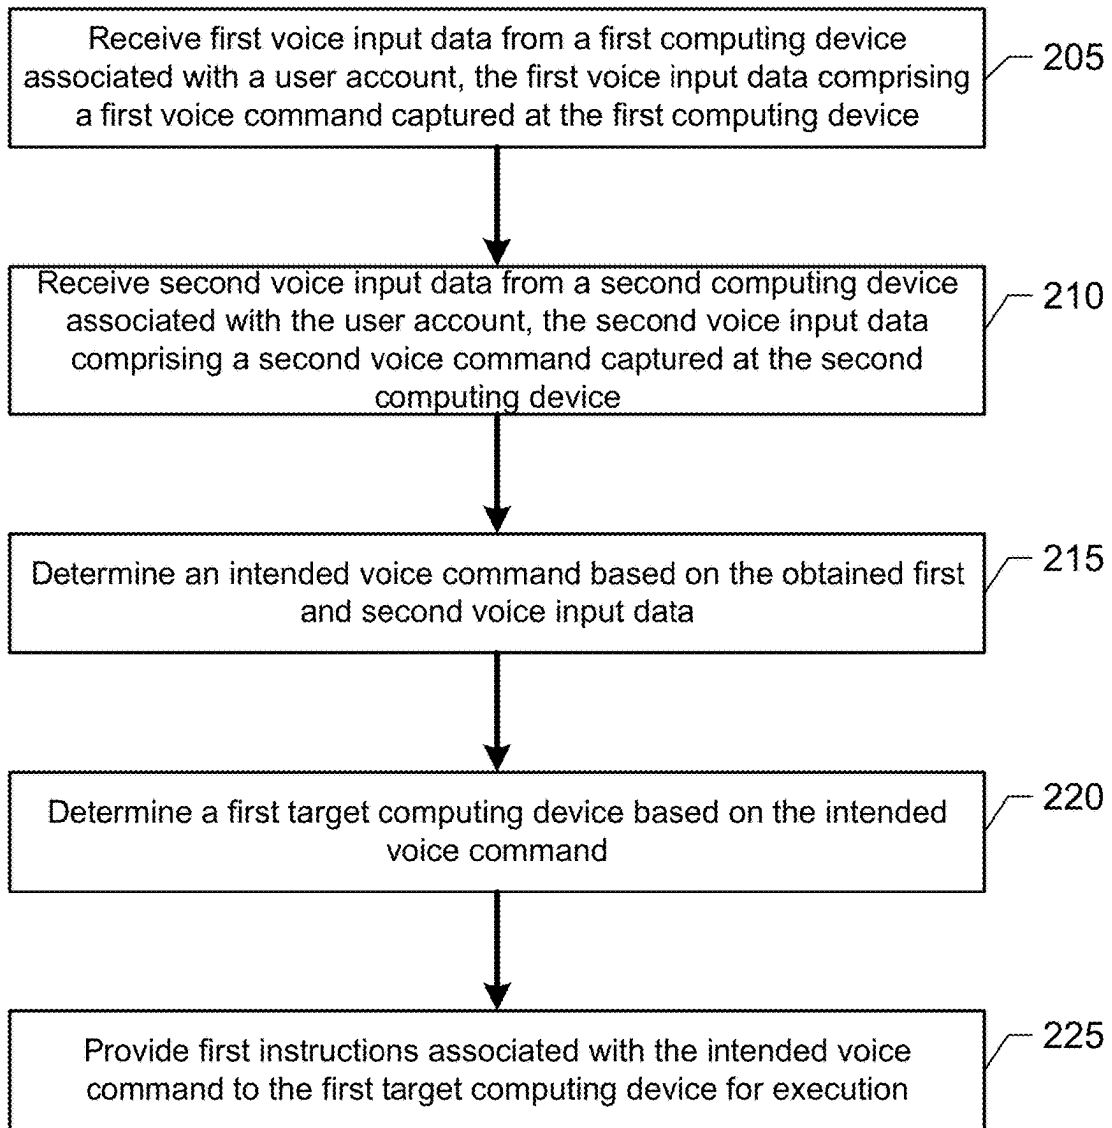 Receive first voice input data from a first computing device
associated with a user account, the first voice input data comprising
a first voice command captured at the first computing device
205
Receive second voice input data from a second computing device
associated with the user account, the second voice input data
comprising a second voice command captured at the second
computing device
210
Determine an intended voice command based on the obtained first
and second voice input data
215
Determine a first target computing device based on the intended
voice command
220
Provide first instructions associated with the intended voice
command to the first target computing device for execution
225